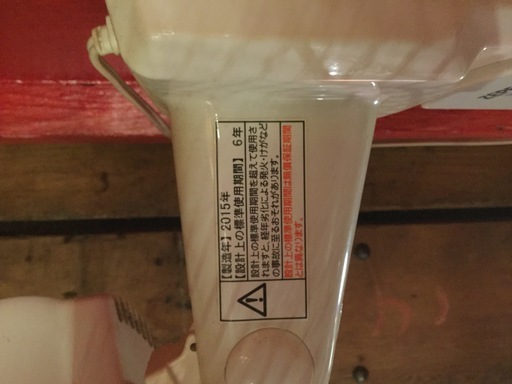 【製造年】2015年
【設計上の標準使用期間】 6年
設計上の標準使用期間を超えて使用さ
れますと、経年劣化による発火・けがなど
の事故に至るおそれがあります。
設計上の標準使用期間は無償保証期間
とは異なります。